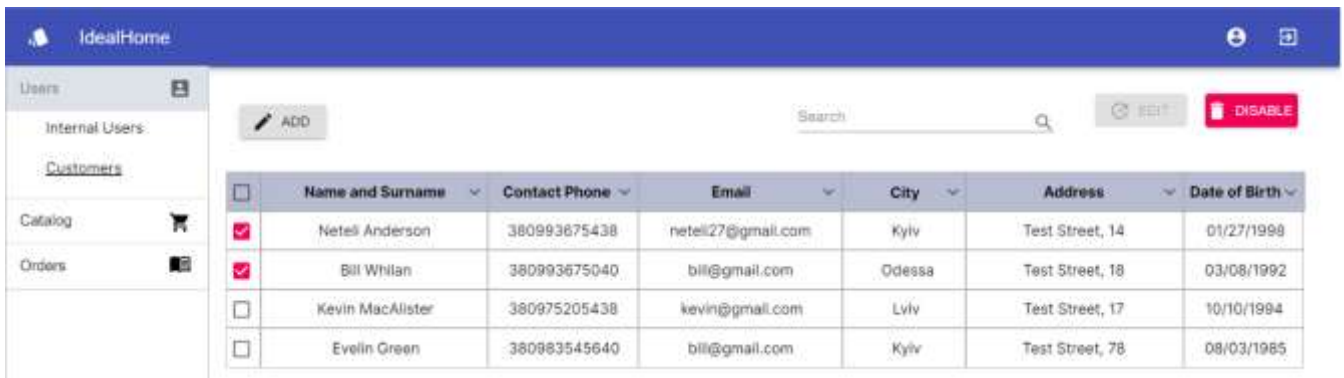 IdealHome
Users
Internal Users
Customers
Catalog
Orders
ADD
Search
EDIT
DISABLE
Name and Surname Contact Phone Email City Address Date of Birth
Neteli Anderson 380993675438 neteli27@gmail.com Kyiv Test Street, 14 01/27/1998
Bill Whilan 380993675040 bill@gmail.com Odessa Test Street, 18 03/08/1992
Kevin MacAlister 380975205438 kevin@gmail.com Lviv Test Street, 17 10/10/1994
Evelin Green 380983545640 bill@gmail.com Kyiv Test Street, 78 08/03/1985